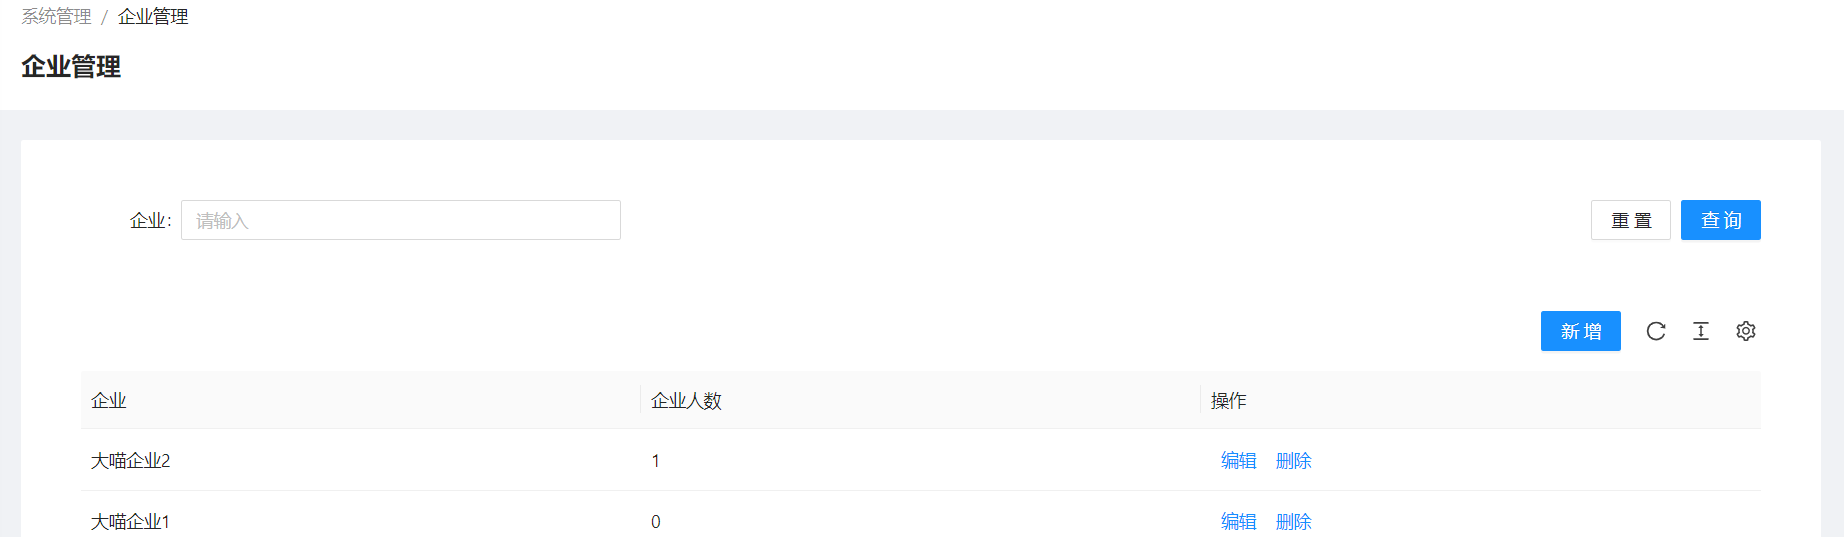 系统管理 / 企业管理
企业管理
企业: 请输入 重置 查询
新增
企业 企业人数 操作
大喵企业2 1 编辑 删除
大喵企业1 0 编辑 删除